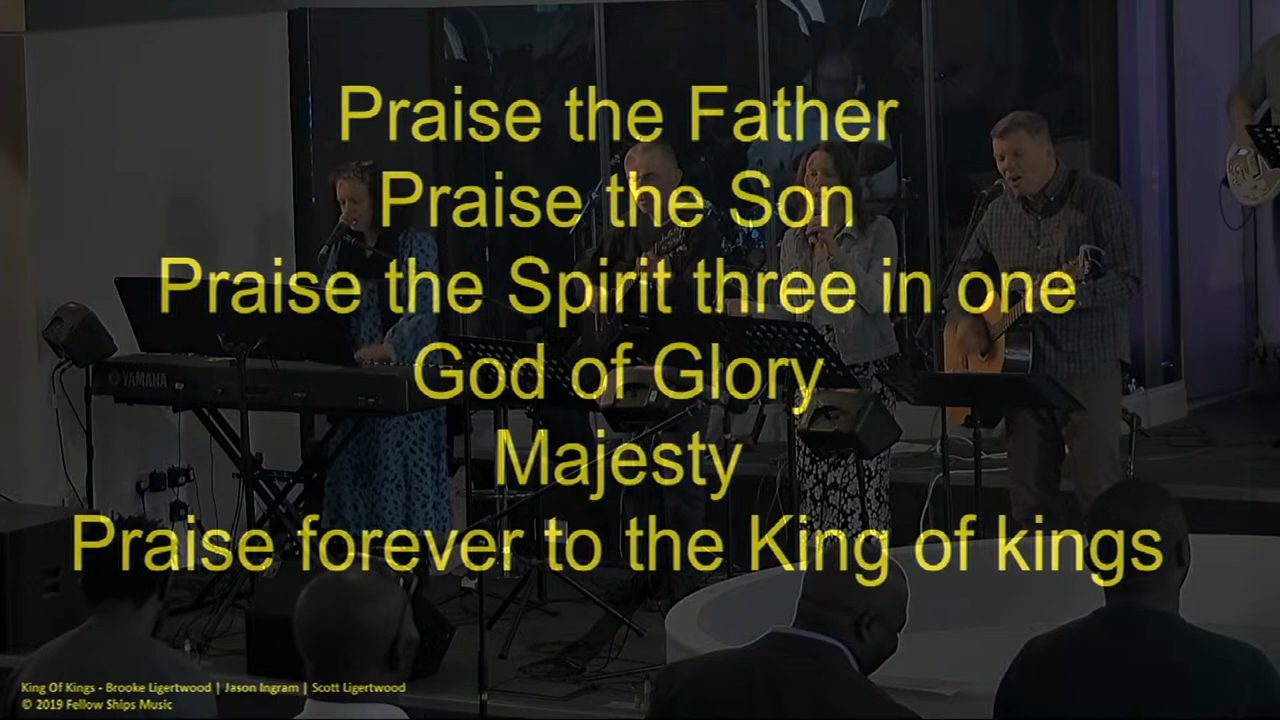 Praise the Father
Praise the Son
Praise the Spirit three in one
God of Glory
Majesty
Praise forever to the King of kings
YAMAHA
King Of Kings - Brooke Ligertwood | Jason Ingram | Scott Ligertwood
© 2019 Fellow Ships Music